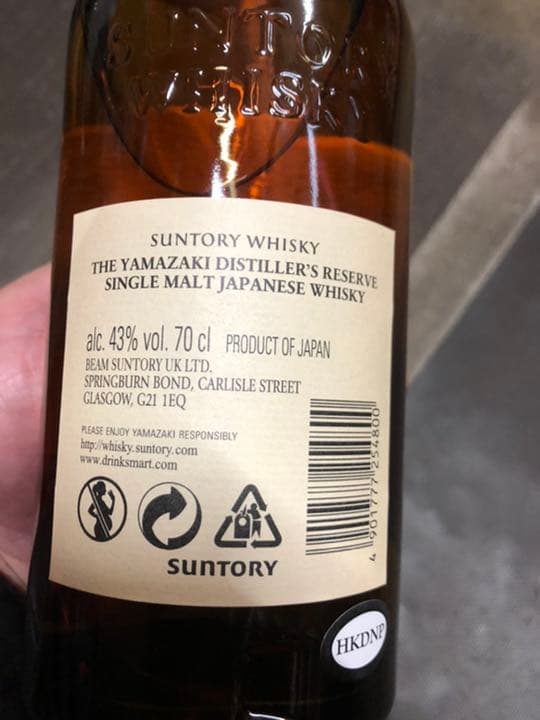 SUNTORY
WHISKY
SUNTORY WHISKY
THE YAMAZAKI DISTILLER'S RESERVE
SINGLE MALT JAPANESE WHISKY
alc. 43% vol. 70 cl PRODUCT OF JAPAN
BEAM SUNTORY UK LTD.
SPRINGBURN BOND, CARLISLE STREET
GLASGOW, G21 1EQ
PLEASE ENJOY YAMAZAKI RESPONSIBLY
http://whisky.suntory.com
www.drinksmart.com
SUNTORY
4 901777 254800
HKDNP